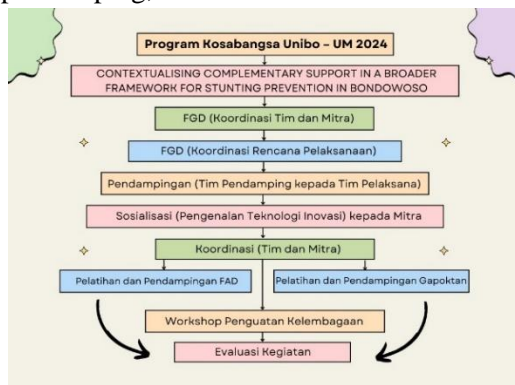 Program Kosabangsa Unibo – UM 2024
CONTEXTUALISING COMPLEMENTARY SUPPORT IN A BROADER
FRAMEWORK FOR STUNTING PREVENTION IN BONDOWOSO
FGD (Koordinasi Tim dan Mitra)
FGD (Koordinasi Rencana Pelaksanaan)
Pendampingan (Tim Pendamping kepada Tim Pelaksana)
Sosialisasi (Pengenalan Teknologi Inovasi) kepada Mitra
Koordinasi (Tim dan Mitra)
Pelatihan dan Pendampingan FAD
Pelatihan dan Pendampingan Gapoktan
Workshop Penguatan Kelembagaan
Evaluasi Kegiatan